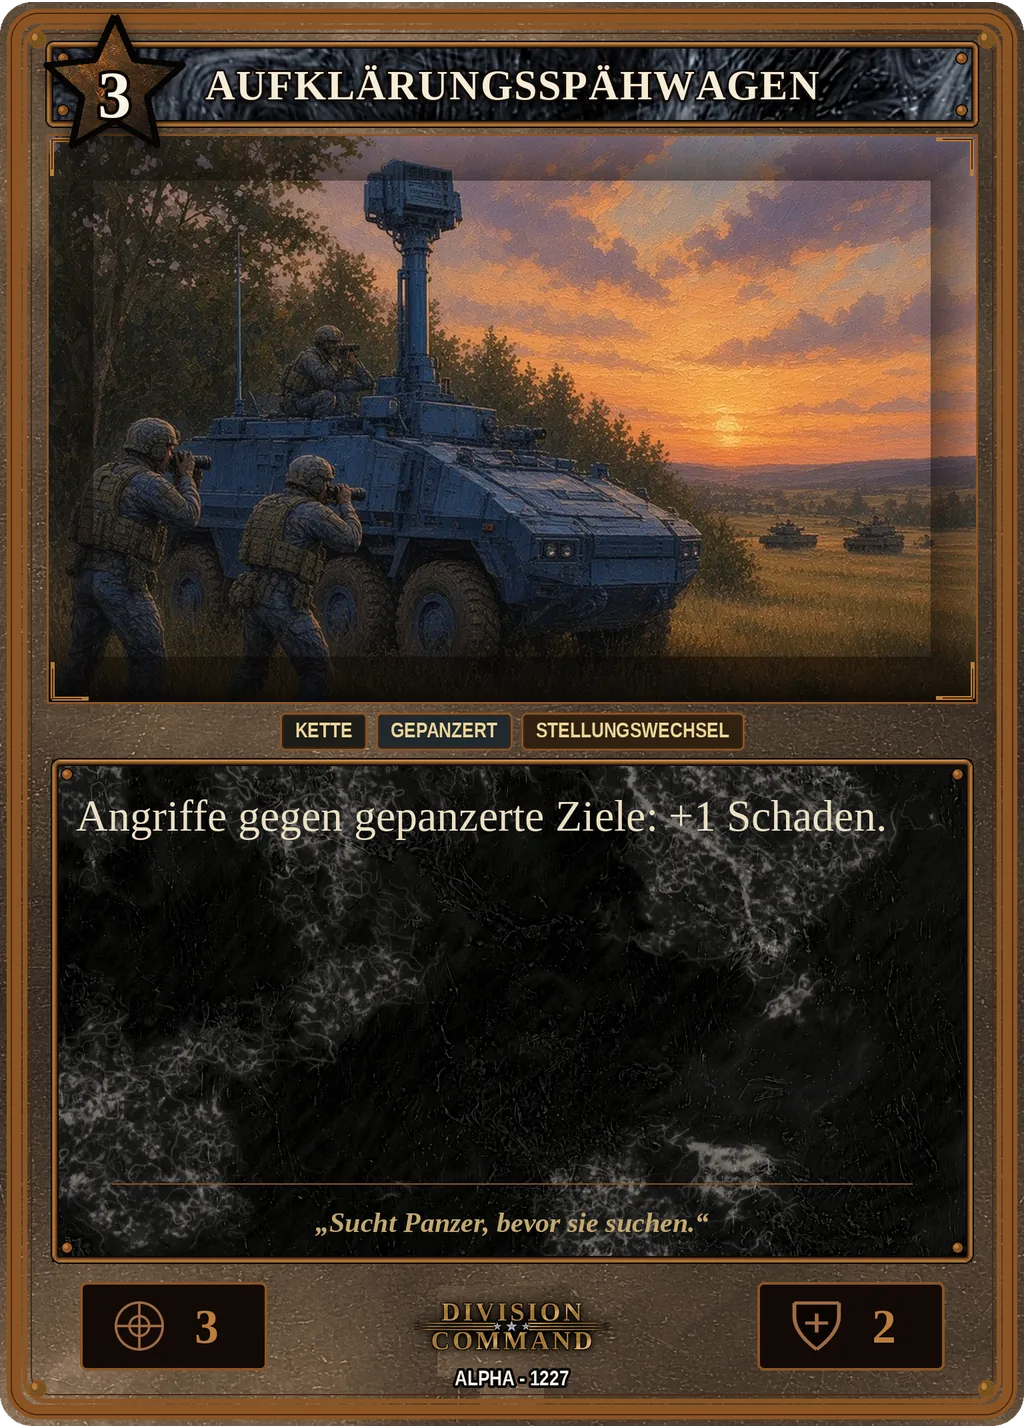 3
AUFKLÄRUNGSSPÄHWAGEN
KETTE GEPANZERT STELLUNGSWECHSEL
Angriffe gegen gepanzerte Ziele: +1 Schaden.
„Sucht Panzer, bevor sie suchen.“
3
DIVISION
COMMAND
2
ALPHA - 1227